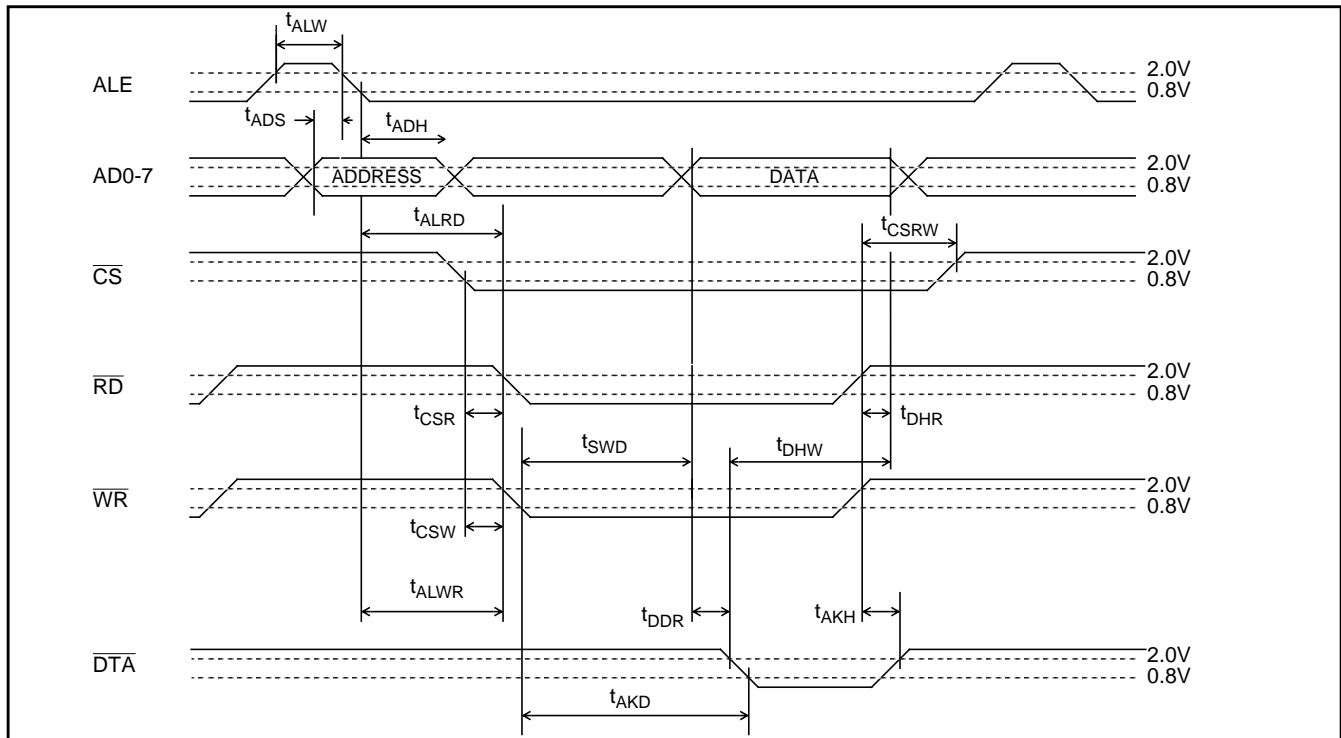 tALW
ALE
2.0V
0.8V
tADS
tADH
AD0-7
ADDRESS
DATA
2.0V
0.8V
tALRD
tCSRW
CS
2.0V
0.8V
RD
2.0V
0.8V
tCSR
tDHR
tSWD
tDHW
WR
2.0V
0.8V
tCSW
tALWR
tDDR
tAKH
DTA
2.0V
0.8V
tAKD